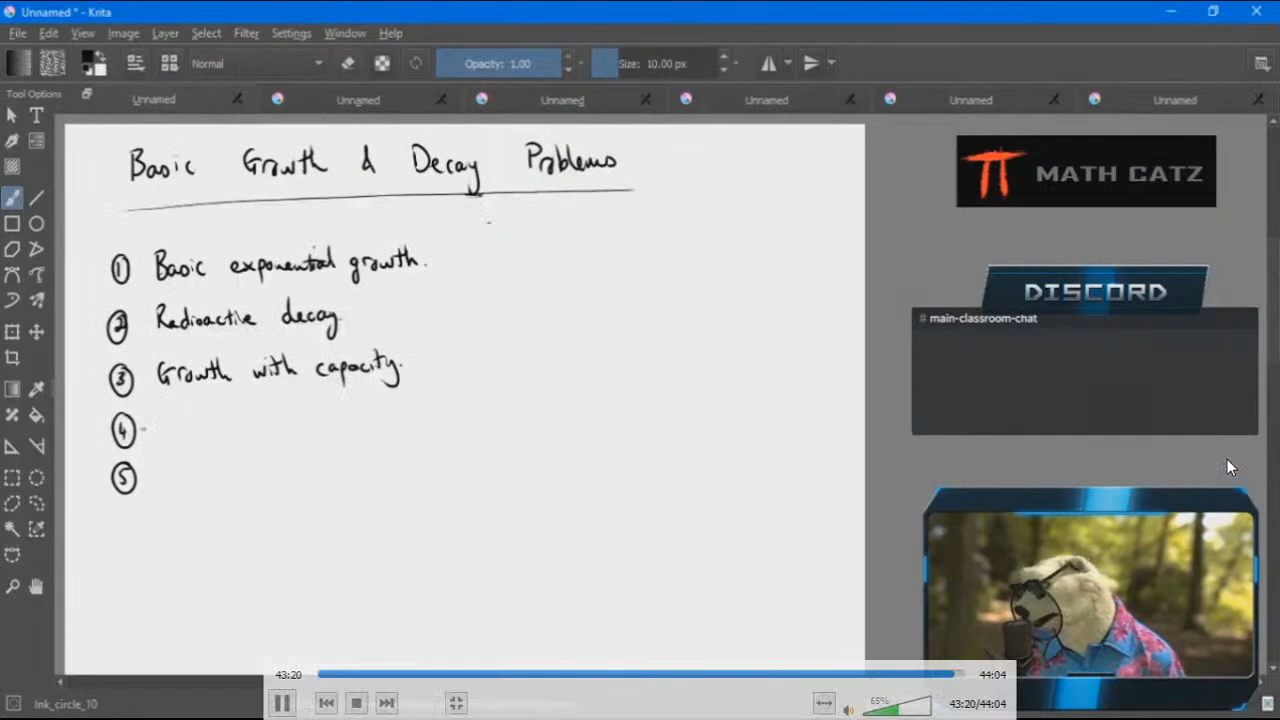 Unnamed * - Krita
File Edit View Image Layer Select Filter Settings Window Help
Normal Opacity: 1.00 Size: 10.00 px
Tool Options Unnamed Unnamed Unnamed Unnamed Unnamed Unnamed
Basic Growth & Decay Problems
① Basic exponential growth.
② Radioactive decay.
③ Growth with capacity.
④
⑤
MATH CATZ
DISCORD
# main-classroom-chat
43:20 44:04
65%
43:20/44:04
Ink_circle_10